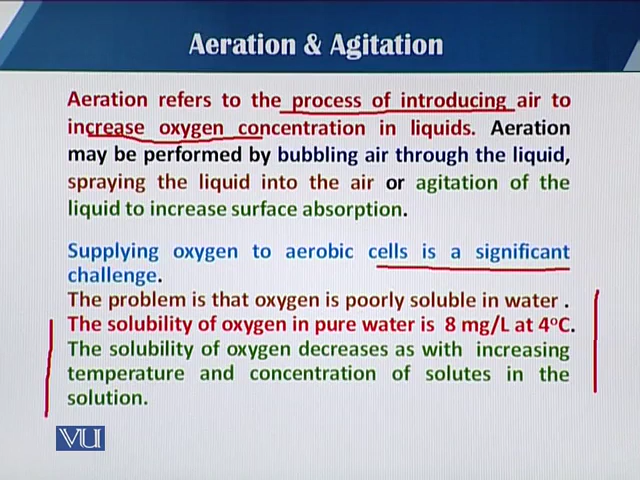 Aeration & Agitation
Aeration refers to the process of introducing air to
increase oxygen concentration in liquids. Aeration
may be performed by bubbling air through the liquid,
spraying the liquid into the air or agitation of the
liquid to increase surface absorption.
Supplying oxygen to aerobic cells is a significant
challenge.
The problem is that oxygen is poorly soluble in water .
The solubility of oxygen in pure water is 8 mg/L at 4°C.
The solubility of oxygen decreases as with increasing
temperature and concentration of solutes in the
solution.
VU